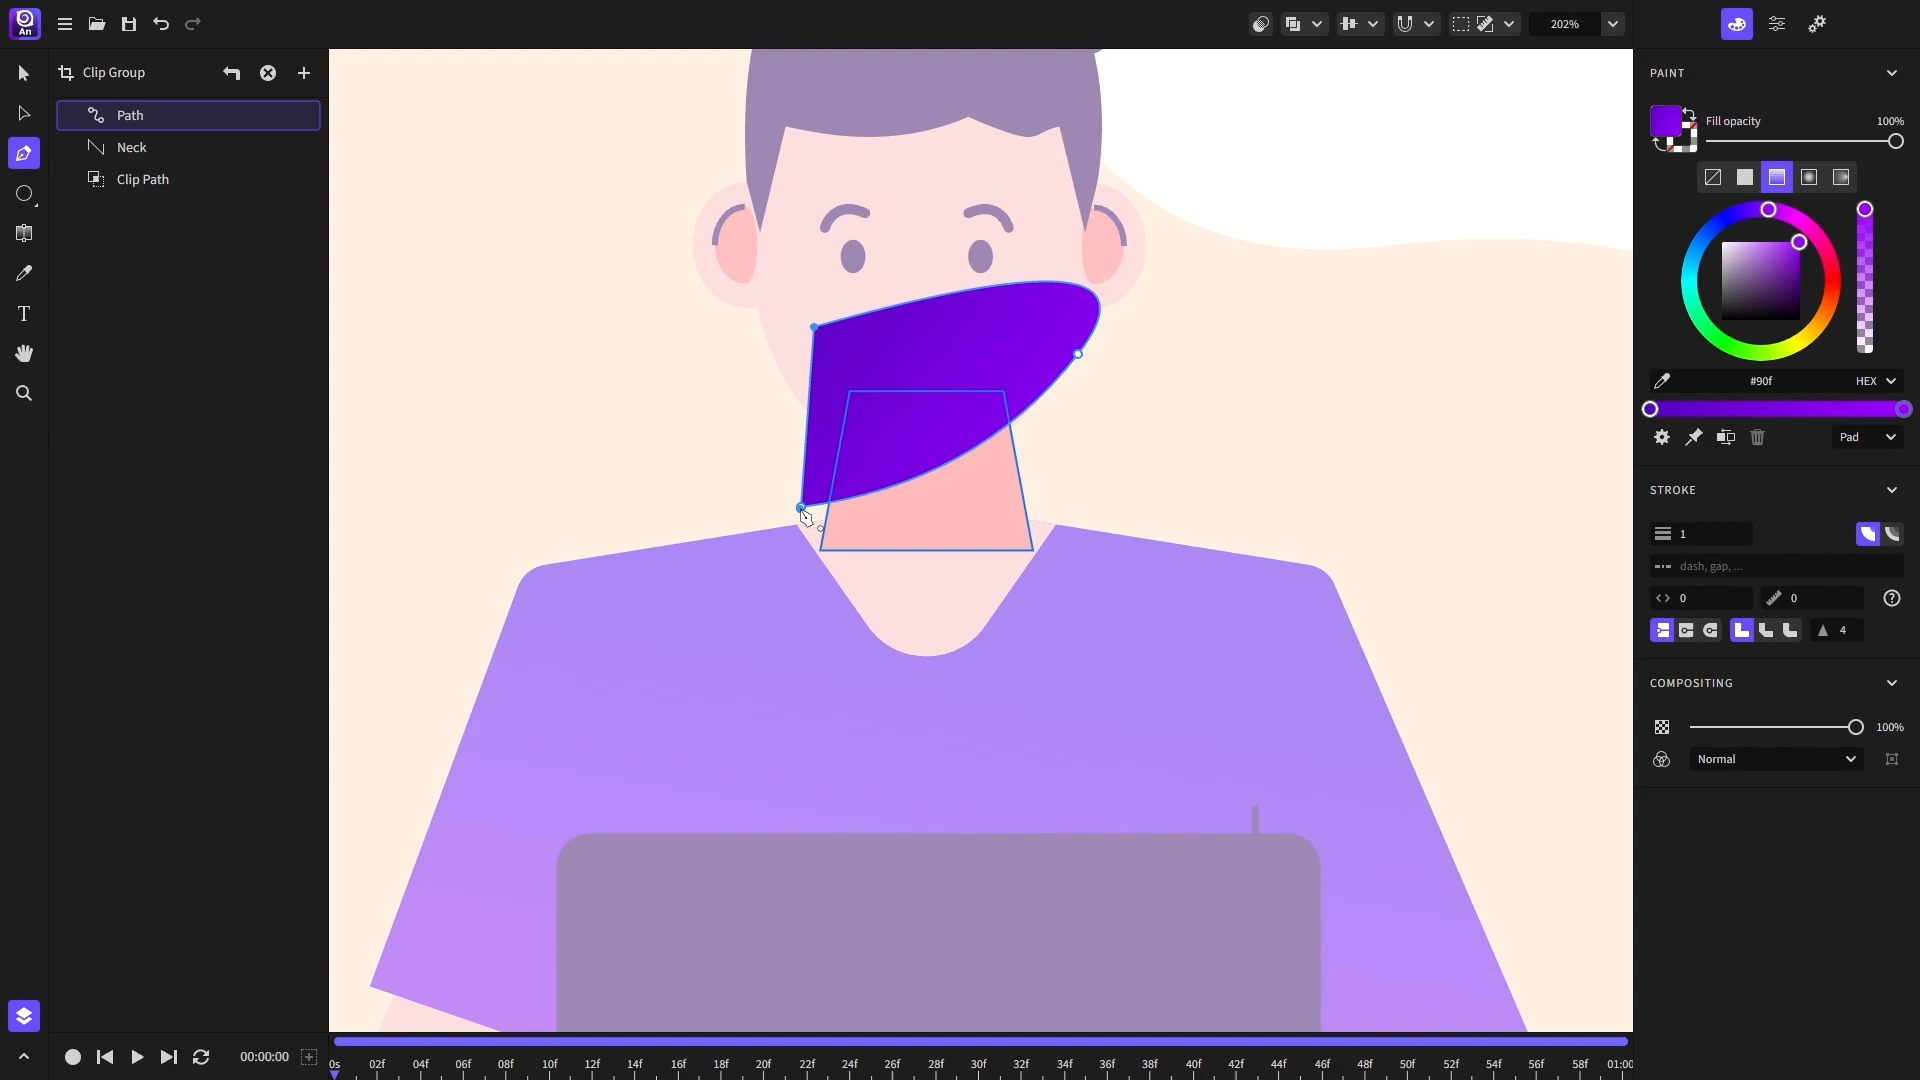 An
202%
Clip Group
Path
Neck
Clip Path
PAINT
Fill opacity
100%
#90f
HEX
Pad
STROKE
1
dash, gap, ...
0
0
4
COMPOSITING
100%
Normal
T
00:00:00
0s 02f 04f 06f 08f 10f 12f 14f 16f 18f 20f 22f 24f 26f 28f 30f 32f 34f 36f 38f 40f 42f 44f 46f 48f 50f 52f 54f 56f 58f 01:00